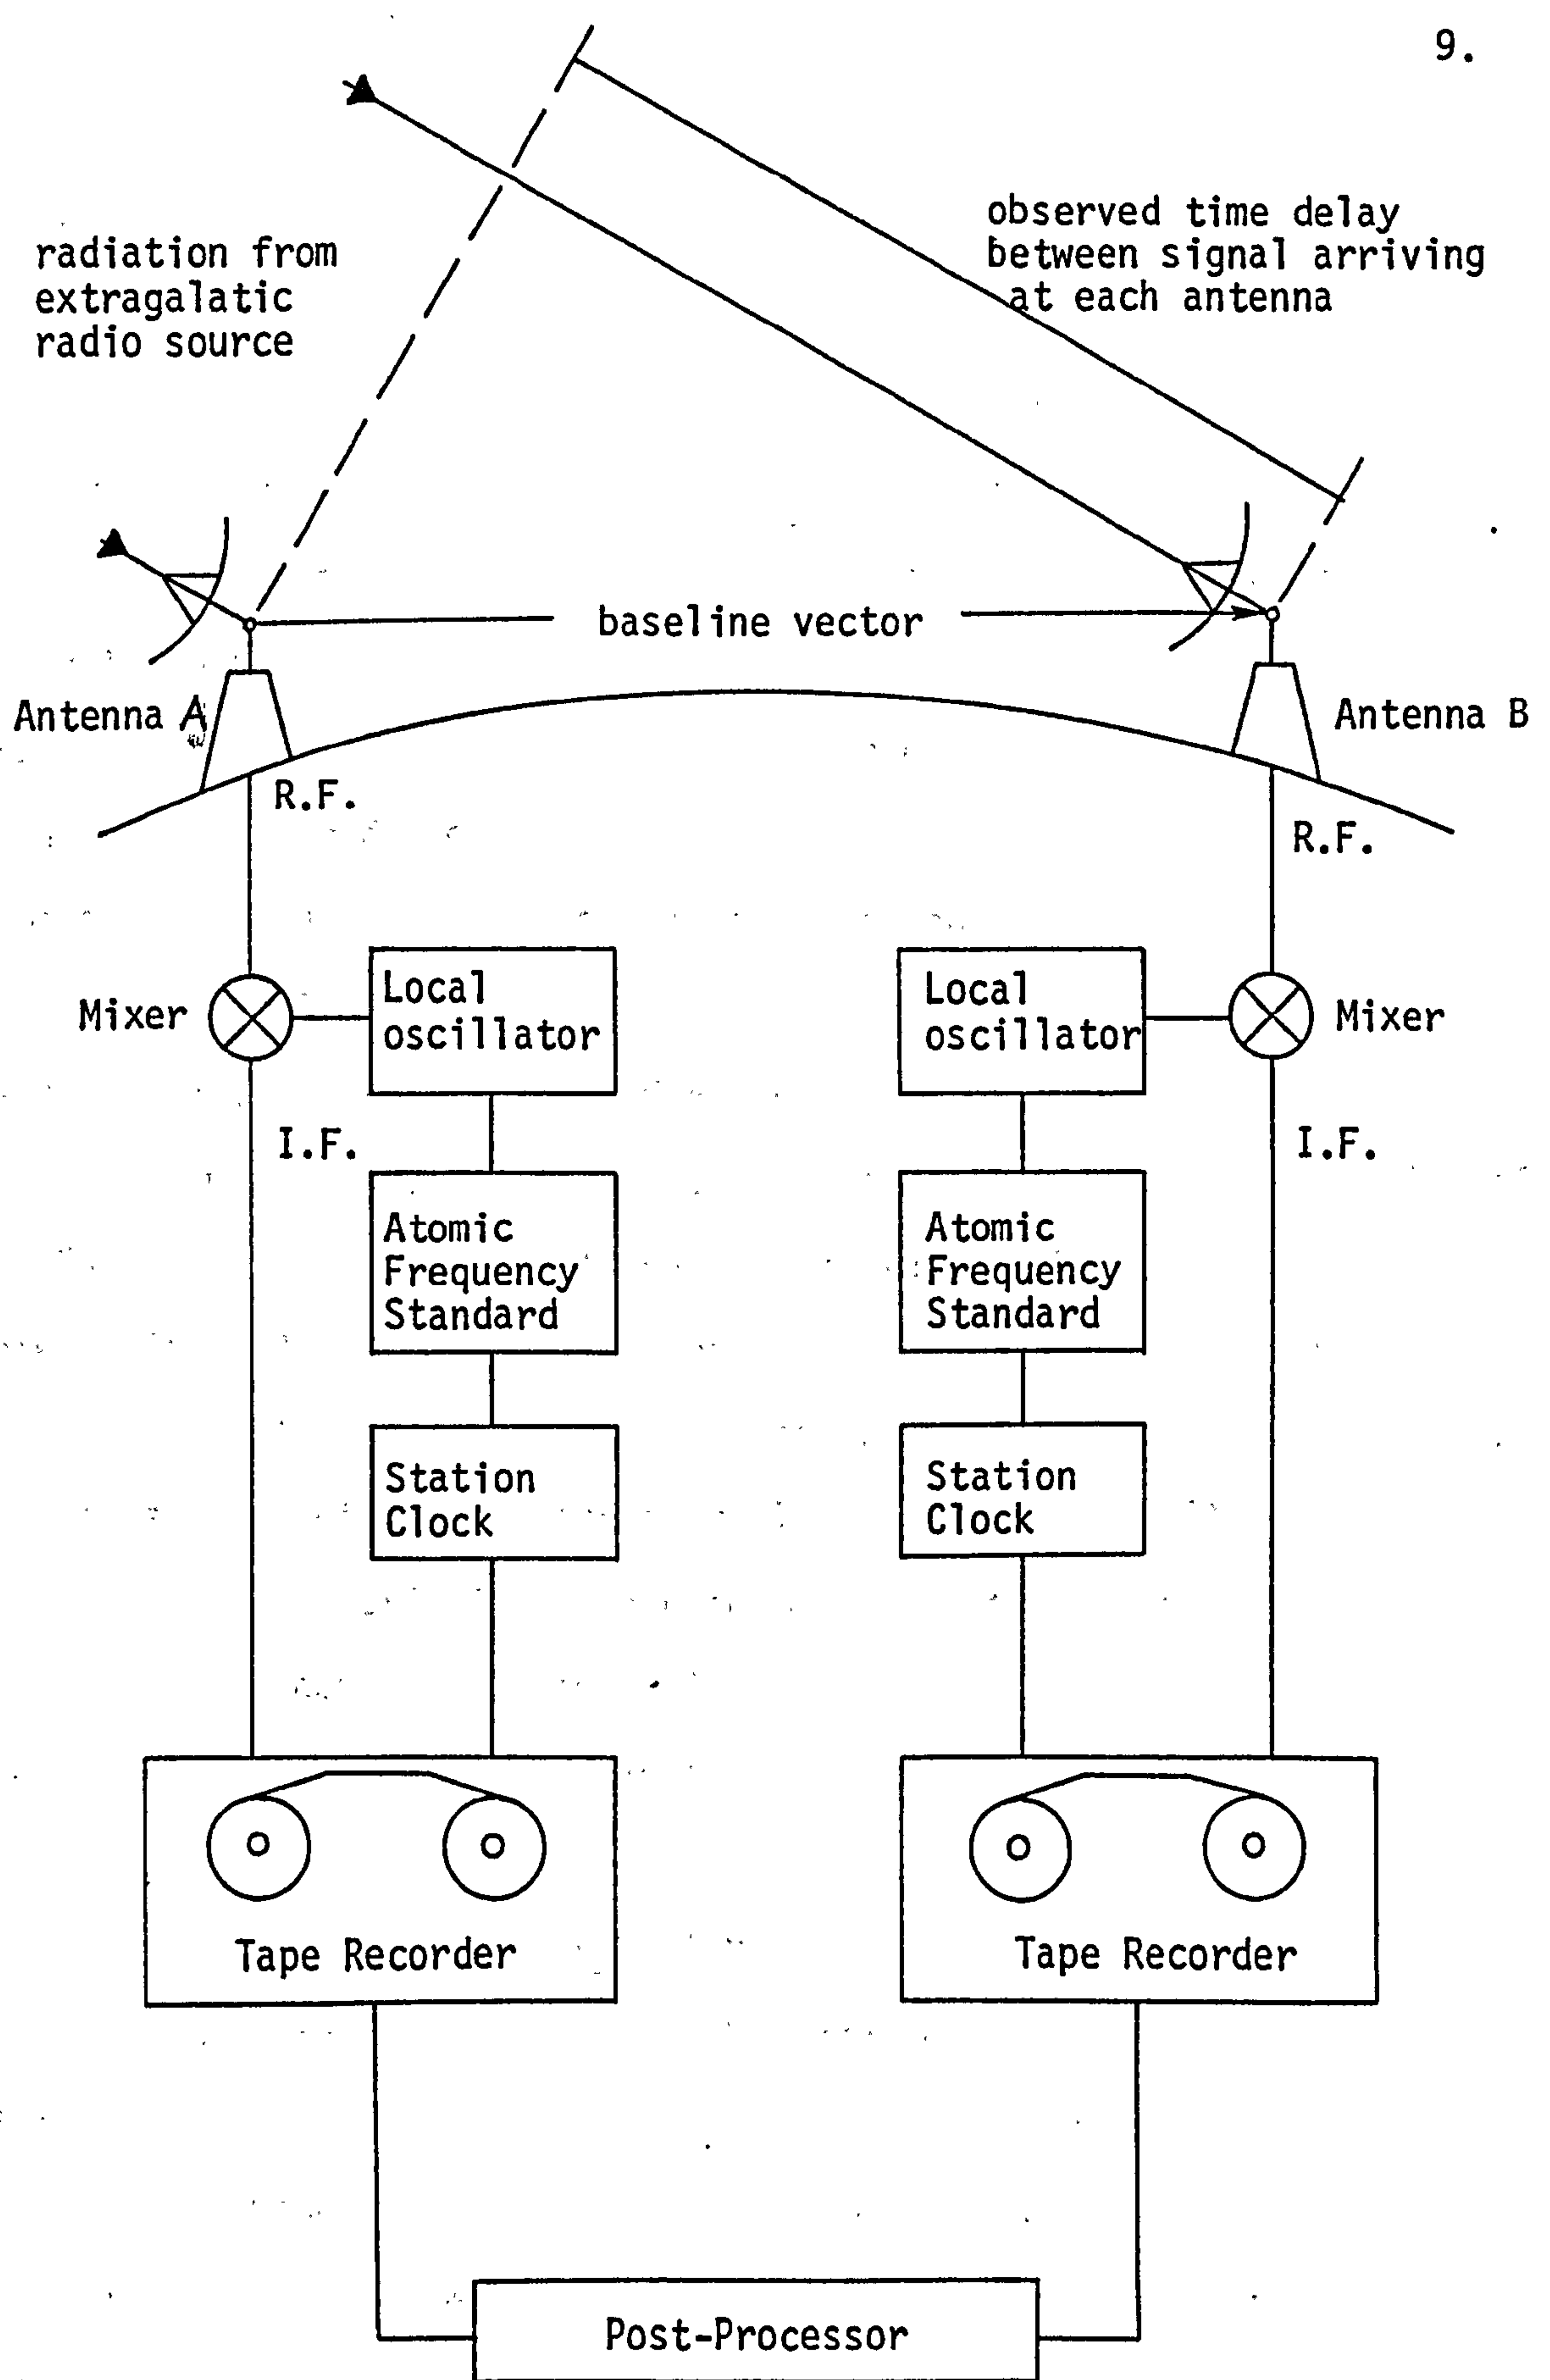 9.
radiation from
extragalatic
radio source
observed time delay
between signal arriving
at each antenna
baseline vector
Antenna A
Antenna B
R.F.
R.F.
Mixer
Local
oscillator
Local
oscillator
Mixer
I.F.
I.F.
Atomic
Frequency
Standard
Atomic
Frequency
Standard
Station
Clock
Station
Clock
Tape Recorder
Tape Recorder
Post-Processor